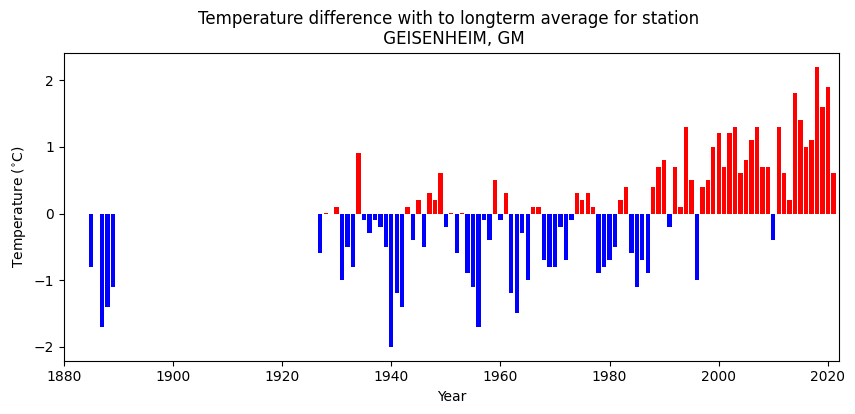 Temperature difference with to longterm average for station
GEISENHEIM, GM
Temperature (°C)
2
1
0
−1
−2
1880 1900 1920 1940 1960 1980 2000 2020
Year